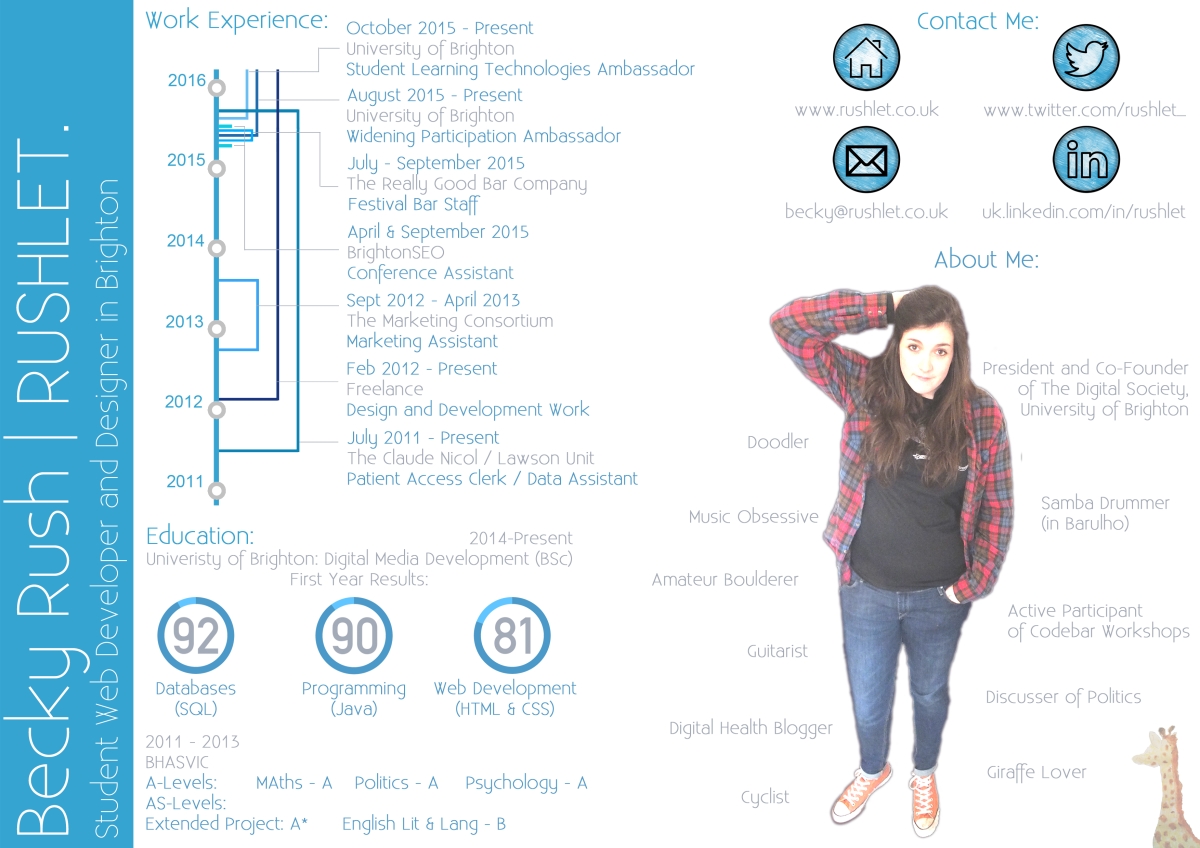 Becky Rush | RUSHLET.
Student Web Developer and Designer in Brighton
Work Experience:
2016
2015
2014
2013
2012
2011
October 2015 - Present
University of Brighton
Student Learning Technologies Ambassador
August 2015 - Present
University of Brighton
Widening Participation Ambassador
July - September 2015
The Really Good Bar Company
Festival Bar Staff
April & September 2015
BrightonSEO
Conference Assistant
Sept 2012 - April 2013
The Marketing Consortium
Marketing Assistant
Feb 2012 - Present
Freelance
Design and Development Work
July 2011 - Present
The Claude Nicol / Lawson Unit
Patient Access Clerk / Data Assistant
Education:
2014-Present
Univeristy of Brighton: Digital Media Development (BSc)
First Year Results:
92
90
81
Databases
(SQL)
Programming
(Java)
Web Development
(HTML & CSS)
2011 - 2013
BHASVIC
A-Levels: MAths - A Politics - A Psychology - A
AS-Levels:
Extended Project: A* English Lit & Lang - B
Contact Me:
www.rushlet.co.uk
www.twitter.com/rushlet_
becky@rushlet.co.uk
in
uk.linkedin.com/in/rushlet
About Me:
President and Co-Founder
of The Digital Society,
University of Brighton
Doodler
Samba Drummer
(in Barulho)
Music Obsessive
Amateur Boulderer
Active Participant
of Codebar Workshops
Guitarist
Discusser of Politics
Digital Health Blogger
Giraffe Lover
Cyclist